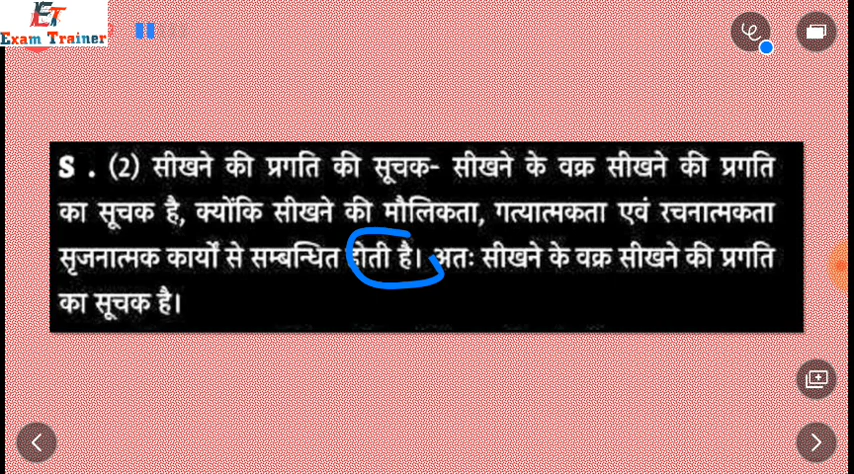 ET
Exam Trainer
S . (2) सीखने की प्रगति की सूचक- सीखने के वक्र सीखने की प्रगति
का सूचक है, क्योंकि सीखने की मौलिकता, गत्यात्मकता एवं रचनात्मकता
सृजनात्मक कार्यों से सम्बन्धित होती है। अतः सीखने के वक्र सीखने की प्रगति
का सूचक है।